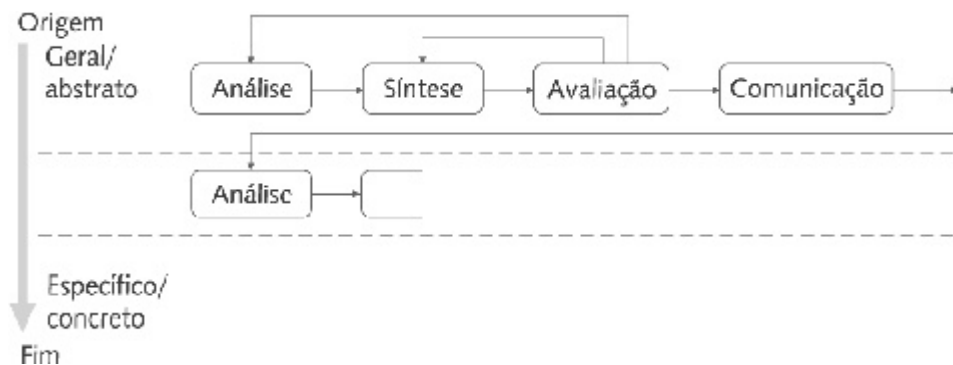 Origem
Geral/
abstrato
Análise
Síntese
Avaliação
Comunicação
Análise
Específico/
concreto
Fim